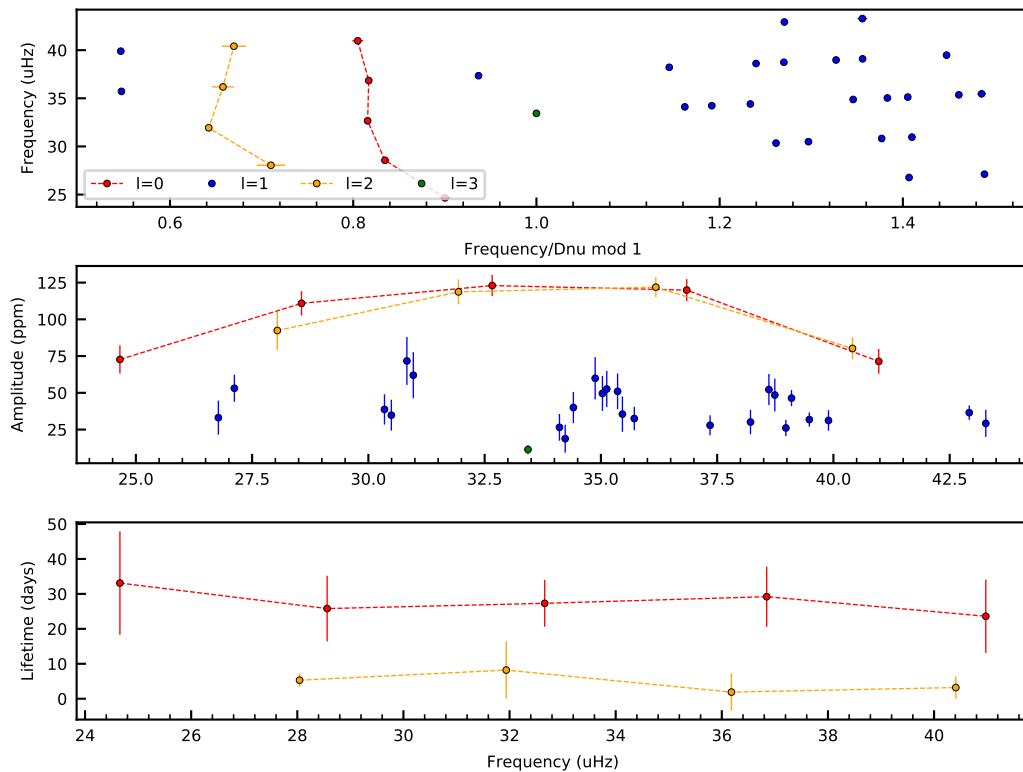 40
35
30
25
Frequency (uHz)
l=0 l=1 l=2 l=3
0.6 0.8 1.0 1.2 1.4
Frequency/Dnu mod 1
125
100
75
50
25
Amplitude (ppm)
25.0 27.5 30.0 32.5 35.0 37.5 40.0 42.5
50
40
30
20
10
0
Lifetime (days)
24 26 28 30 32 34 36 38 40
Frequency (uHz)